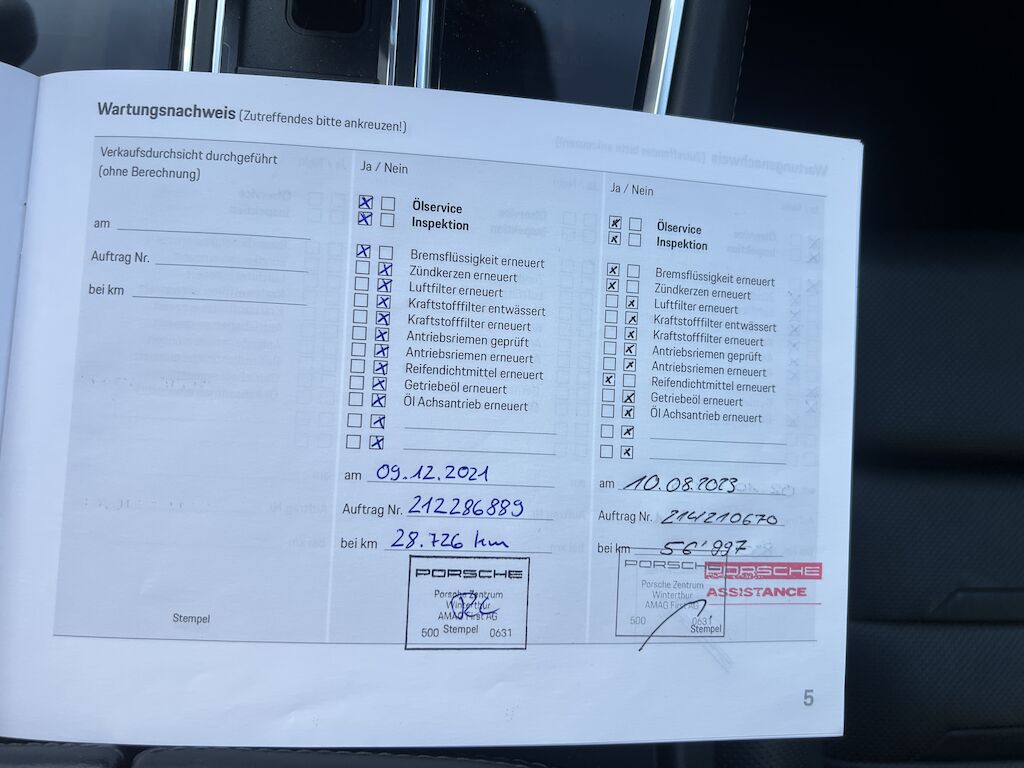 Wartungsnachweis (Zutreffendes bitte ankreuzen!)
Verkaufsdurchsicht durchgeführt
(ohne Berechnung)
am
Auftrag Nr.
bei km
Stempel
Ja / Nein
Ölservice
Inspektion
Bremsflüssigkeit erneuert
Zündkerzen erneuert
Luftfilter erneuert
Kraftstofffilter entwässert
Kraftstofffilter erneuert
Antriebsriemen geprüft
Antriebsriemen erneuert
Reifendichtmittel erneuert
Getriebeöl erneuert
Öl Achsantrieb erneuert
am 09.12.2021
Auftrag Nr. 212286889
bei km 28.726 km
PORSCHE
Porsche Zentrum
Winterthur
AMAG First AG
500 Stempel 0631
Ja / Nein
Ölservice
Inspektion
Bremsflüssigkeit erneuert
Zündkerzen erneuert
Luftfilter erneuert
Kraftstofffilter entwässert
Kraftstofffilter erneuert
Antriebsriemen geprüft
Antriebsriemen erneuert
Reifendichtmittel erneuert
Getriebeöl erneuert
Öl Achsantrieb erneuert
am 10.08.2023
Auftrag Nr. 214210670
bei km 56'997
PORSCHE
Porsche Zentrum
Winterthur
AMAG First AG
500 0631
Stempel
PORSCHE
ASSISTANCE
5